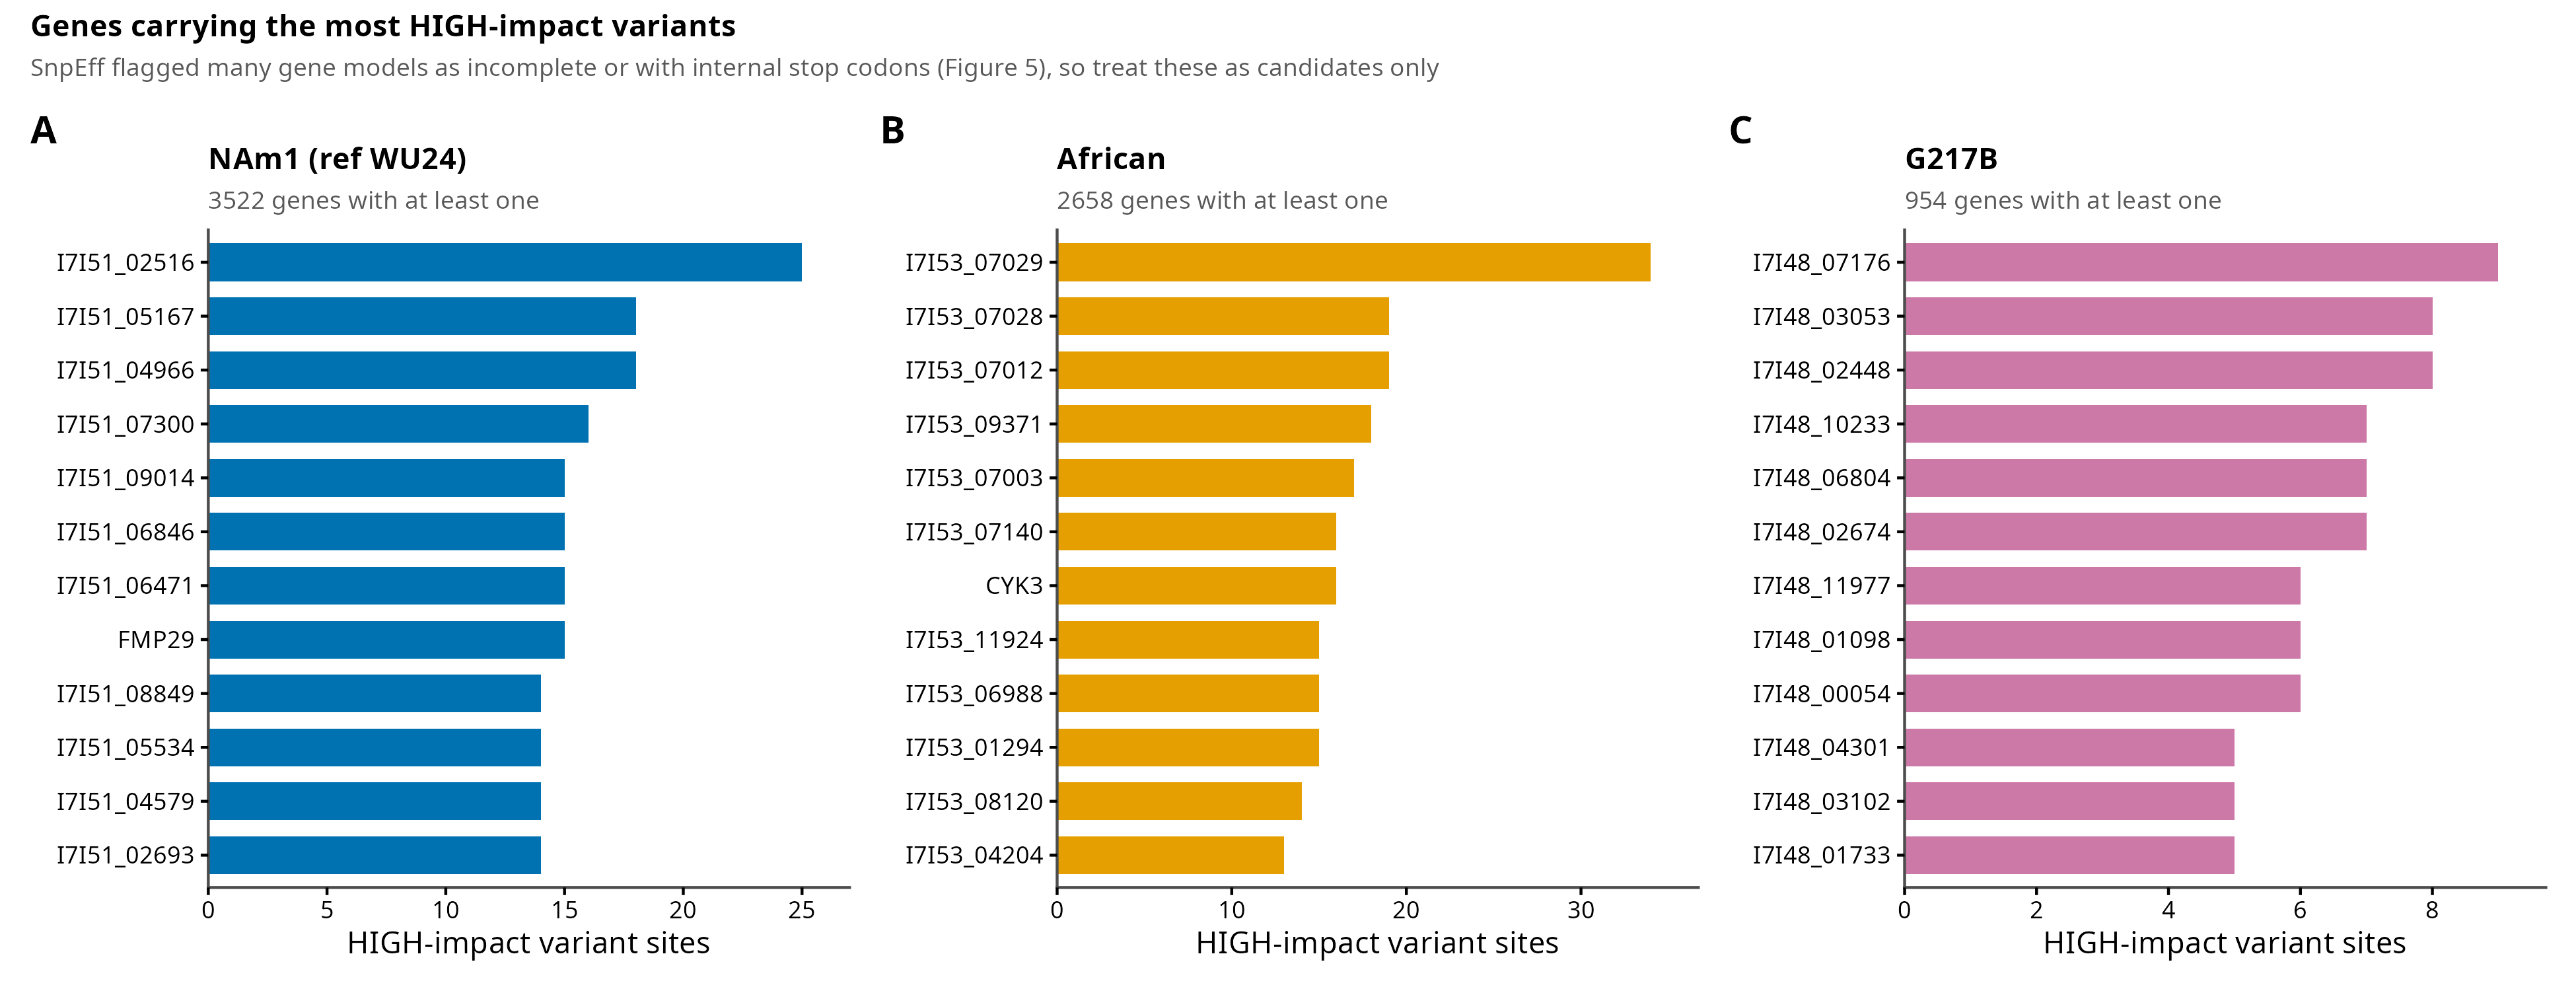 Genes carrying the most HIGH-impact variants
SnpEff flagged many gene models as incomplete or with internal stop codons (Figure 5), so treat these as candidates only
A
NAm1 (ref WU24)
3522 genes with at least one
I7I51_02516
I7I51_05167
I7I51_04966
I7I51_07300
I7I51_09014
I7I51_06846
I7I51_06471
FMP29
I7I51_08849
I7I51_05534
I7I51_04579
I7I51_02693
0 5 10 15 20 25
HIGH-impact variant sites
B
African
2658 genes with at least one
I7I53_07029
I7I53_07028
I7I53_07012
I7I53_09371
I7I53_07003
I7I53_07140
CYK3
I7I53_11924
I7I53_06988
I7I53_01294
I7I53_08120
I7I53_04204
0 10 20 30
HIGH-impact variant sites
C
G217B
954 genes with at least one
I7I48_07176
I7I48_03053
I7I48_02448
I7I48_10233
I7I48_06804
I7I48_02674
I7I48_11977
I7I48_01098
I7I48_00054
I7I48_04301
I7I48_03102
I7I48_01733
0 2 4 6 8
HIGH-impact variant sites